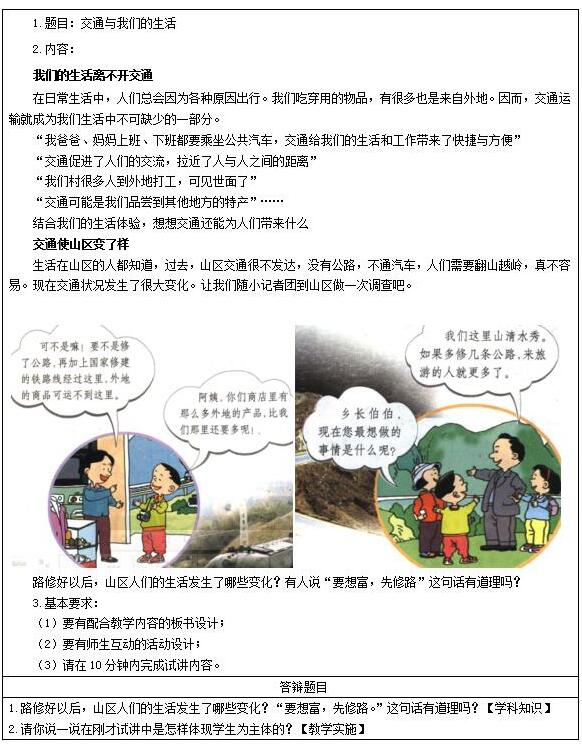 1.题目：交通与我们的生活
2.内容：
我们的生活离不开交通
在日常生活中，人们总会因为各种原因出行。我们吃穿用的物品，有很多也是来自外地。因而，交通运
输就成为我们生活中不可缺少的一部分。
“我爸爸、妈妈上班、下班都要乘坐公共汽车，交通给我们的生活和工作带来了快捷与方便”
“交通促进了人们的交流，拉近了人与人之间的距离”
“我们村很多人到外地打工，可见世面了”
“交通可能是我们品尝到其他地方的特产”……
结合我们的生活体验，想想交通还能为人们带来什么
交通使山区变了样
生活在山区的人都知道，过去，山区交通很不发达，没有公路，不通汽车，人们需要翻山越岭，真不容
易。现在交通状况发生了很大变化。让我们随小记者团到山区做一次调查吧。
可不是嘛！要不是修
了公路，再加上国家修建
的铁路线经过这里，外地
的商品可运不到这里。
阿姨，你们商店里有
那么多外地的产品，比我
们那里还要多呢！
我们这里山清水秀。
如果多修几条公路，来旅
游的人就更多了。
乡长伯伯，
现在您最想做的
事情是什么呢？
路修好以后，山区人们的生活发生了哪些变化？有人说“要想富，先修路”这句话有道理吗？
3.基本要求：
（1）要有配合教学内容的板书设计；
（2）要有师生互动的活动设计；
（3）请在10分钟内完成试讲内容。
答辩题目
1.路修好以后，山区人们的生活发生了哪些变化？“要想富，先修路。”这句话有道理吗？【学科知识】
2.请你说一说在刚才试讲中是怎样体现学生为主体的？【教学实施】